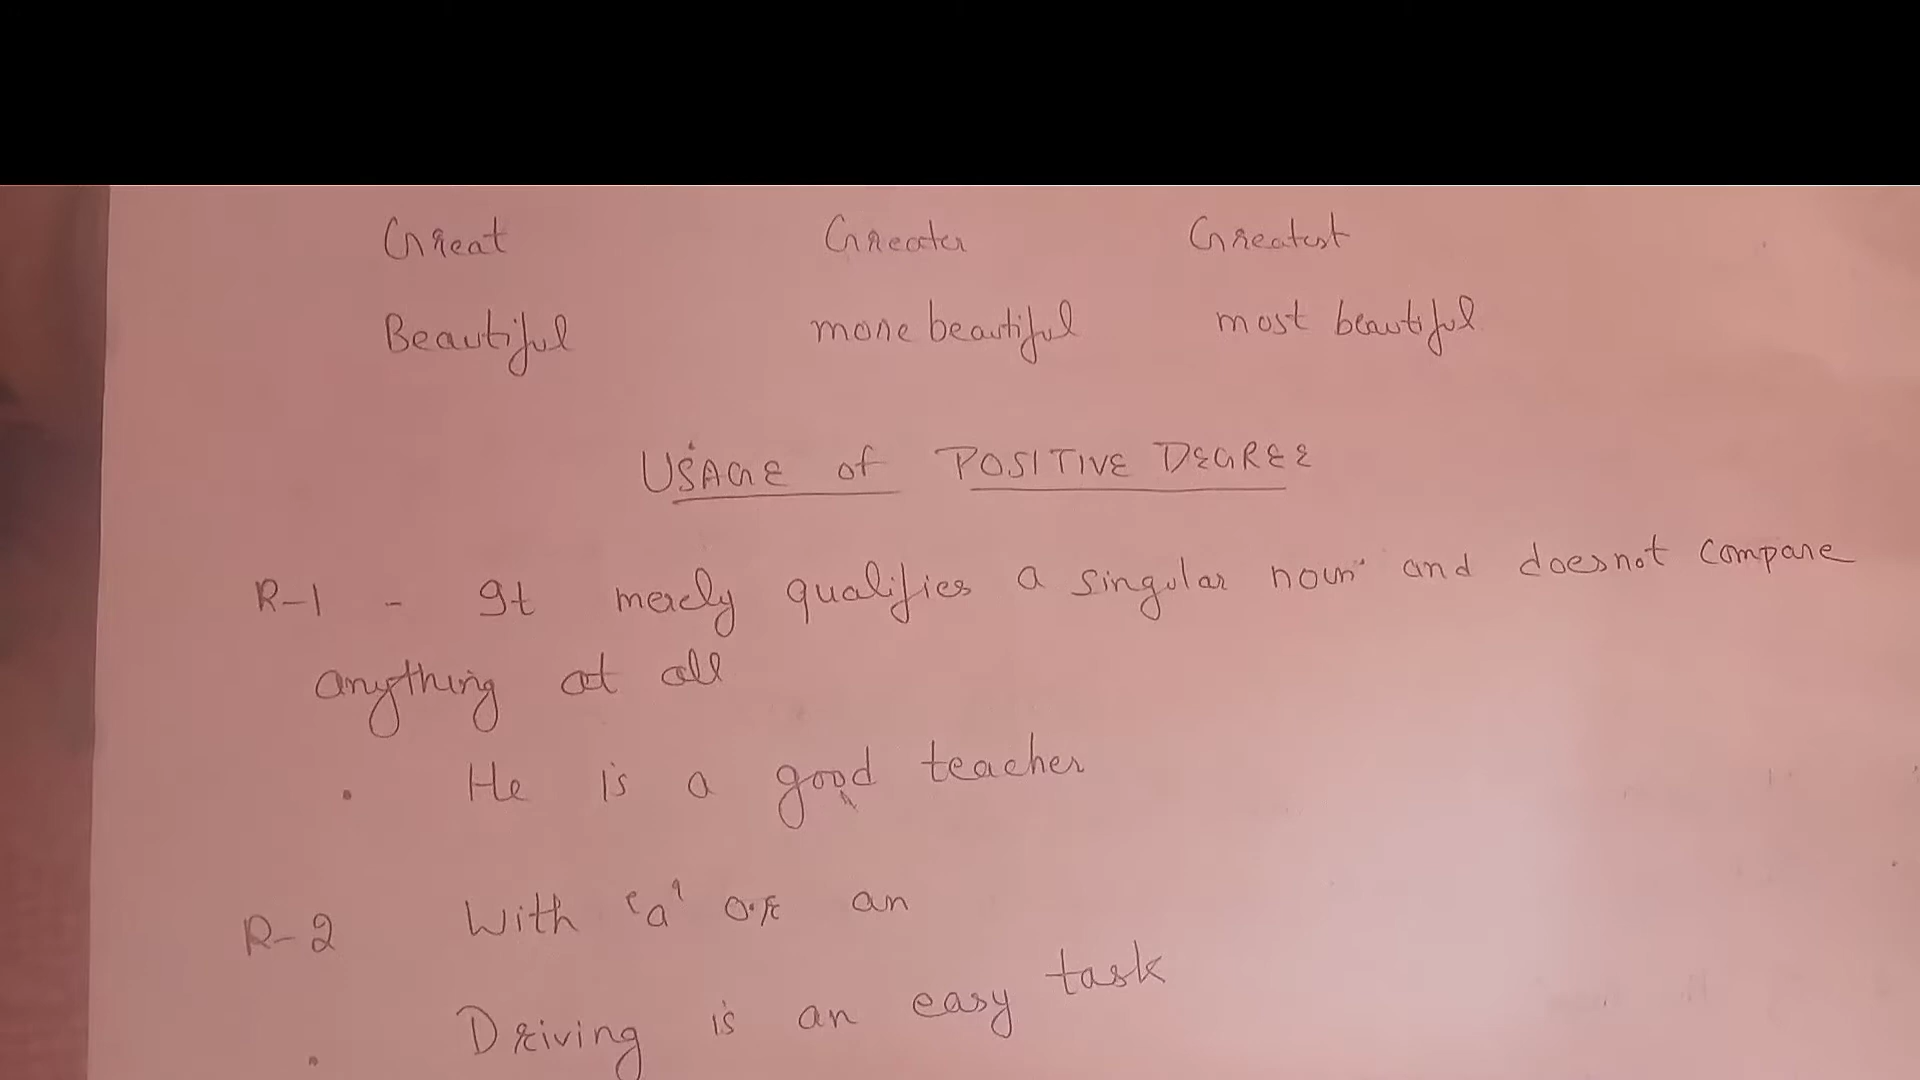 Great Greater Greatest
Beautiful more beautiful most beautiful
USAGE of POSITIVE DEGREE
R-1 - It merely qualifies a singular noun and doesnot compare
anything at all
. He is a good teacher
R-2 With 'a' or an
. Driving is an easy task